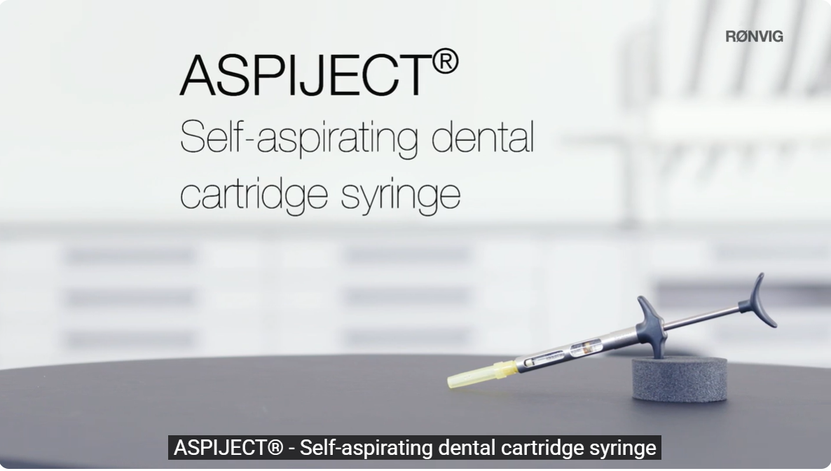 RØNVIG
ASPIJECT®
Self-aspirating dental
cartridge syringe
ASPIJECT® - Self-aspirating dental cartridge syringe